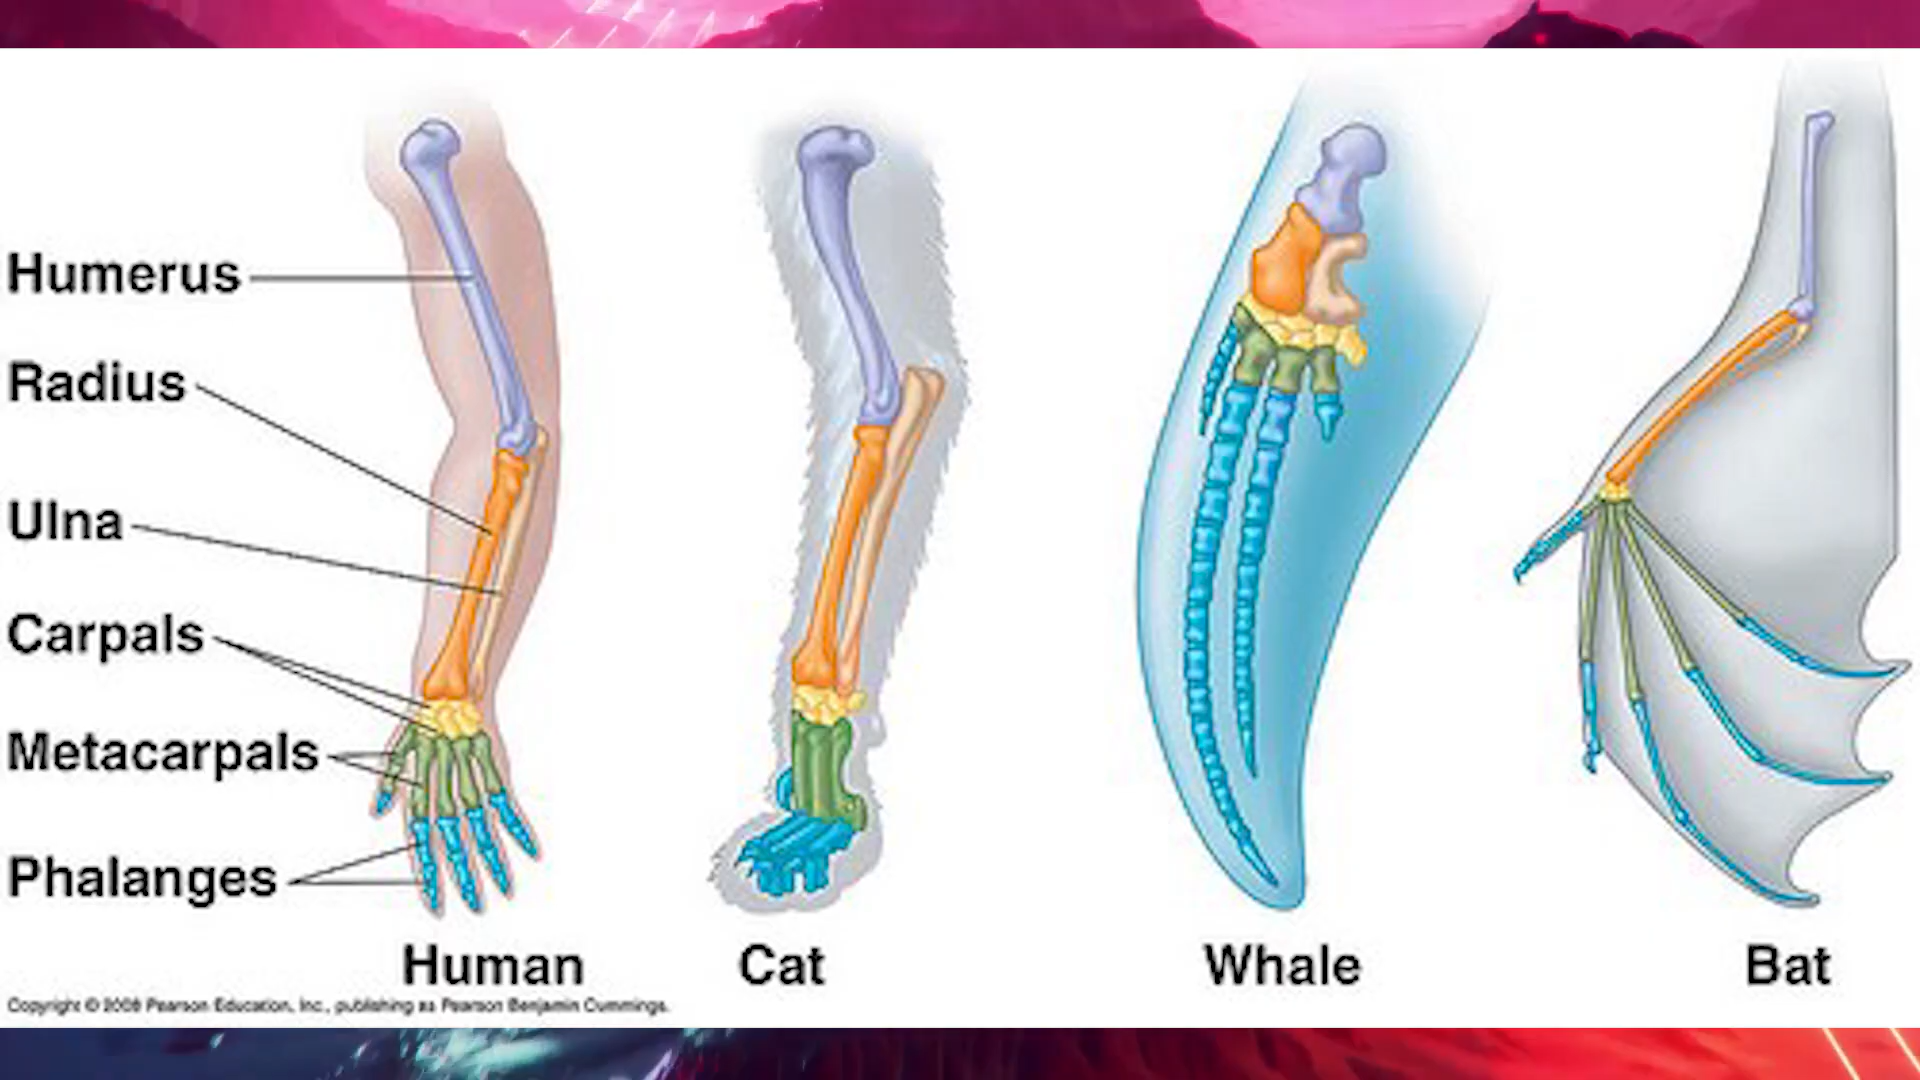 Humerus
Radius
Ulna
Carpals
Metacarpals
Phalanges
Human
Cat
Whale
Bat
Copyright © 2009 Pearson Education, Inc., publishing as Pearson Benjamin Cummings.